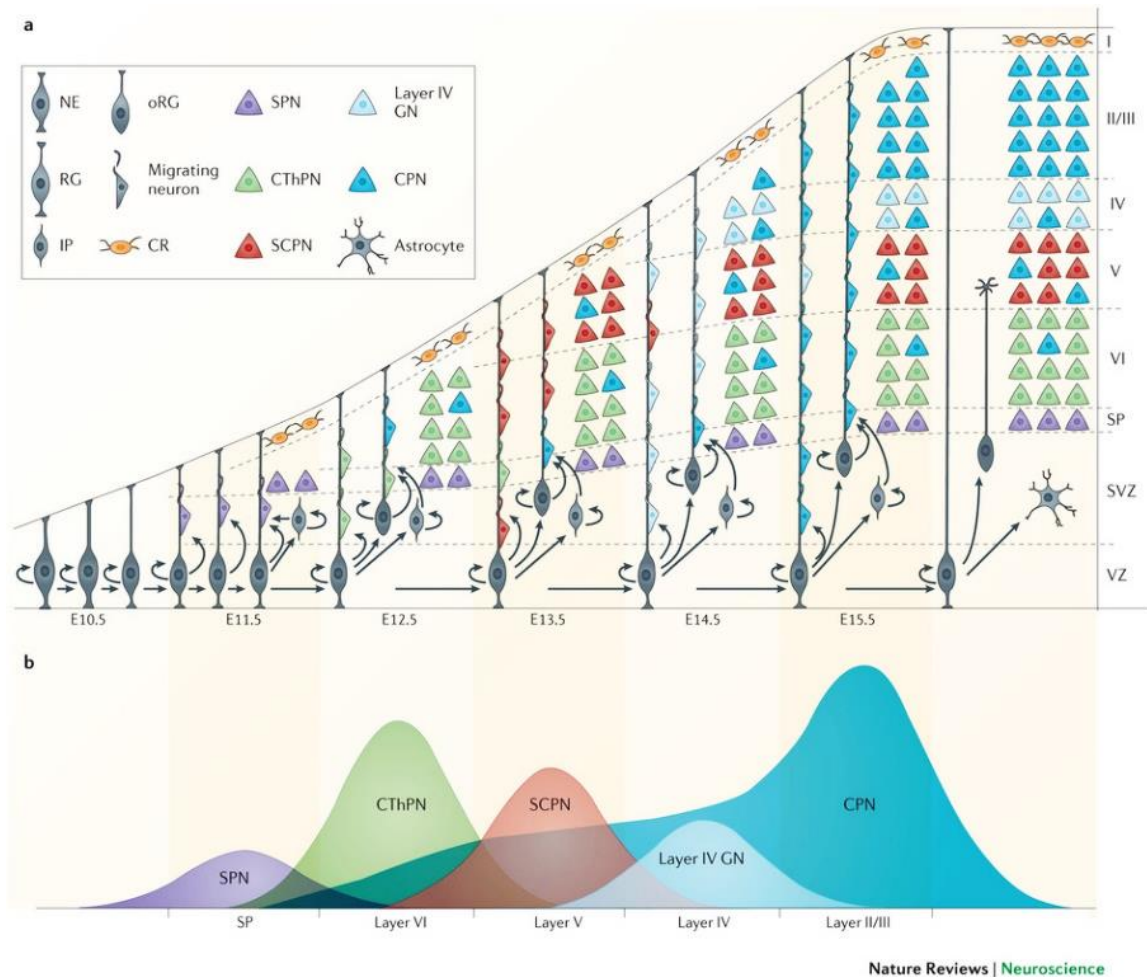 a
NE
oRG
SPN
Layer IV
GN
RG
Migrating
neuron
CThPN
CPN
IP
CR
SCPN
Astrocyte
I
II/III
IV
V
VI
SP
SVZ
VZ
E10.5
E11.5
E12.5
E13.5
E14.5
E15.5
b
SPN
CThPN
SCPN
Layer IV GN
CPN
SP
Layer VI
Layer V
Layer IV
Layer II/III
Nature Reviews | Neuroscience